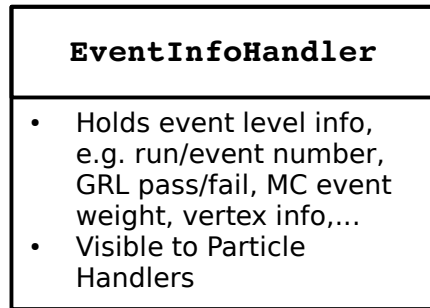 EventInfoHandler
• Holds event level info,
e.g. run/event number,
GRL pass/fail, MC event
weight, vertex info,...
• Visible to Particle
Handlers